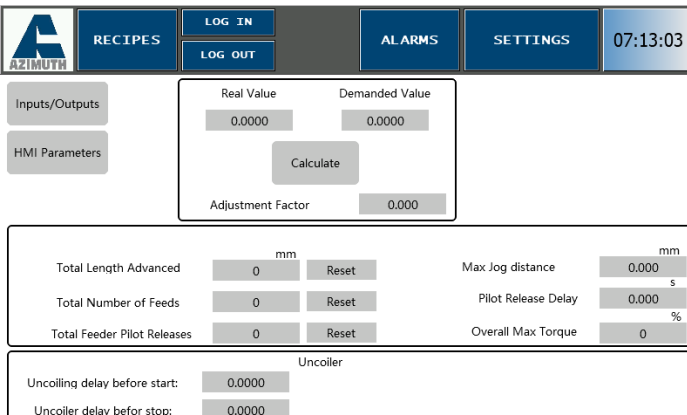 AZIMUTH
RECIPES
LOG IN
LOG OUT
ALARMS
SETTINGS
07:13:03
Inputs/Outputs
HMI Parameters
Real Value Demanded Value
0.0000 0.0000
Calculate
Adjustment Factor 0.000
mm mm
Total Length Advanced 0 Reset Max Jog distance 0.000
s
Total Number of Feeds 0 Reset Pilot Release Delay 0.000
%
Total Feeder Pilot Releases 0 Reset Overall Max Torque 0
Uncoiler
Uncoiling delay before start: 0.0000
Uncoiler delay befor stop: 0.0000